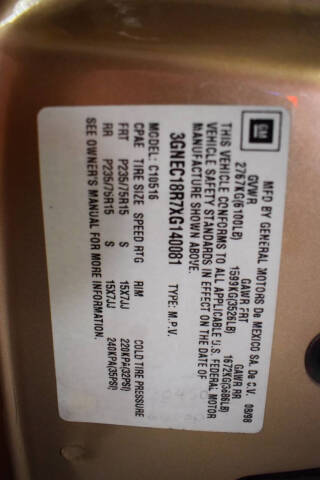 GM
MFD BY GENERAL MOTORS De MEXICO SA. De C.V. 08/98
GVWR GAWR FRT GAWR RR
2767KG(6100LB) 1599KG(3526LB) 1672KG(3686LB)
THIS VEHICLE CONFORMS TO ALL APPLICABLE U.S. FEDERAL MOTOR
VEHICLE SAFETY STANDARDS IN EFFECT ON THE DATE OF
MANUFACTURE SHOWN ABOVE.
3GNEC18R7XG140081 TYPE: M.P.V.
MODEL: C10516
CPAE TIRE SIZE SPEED RTG RIM COLD TIRE PRESSURE
FRT P235/75R15 S 15X7JJ 220KPA(32PSI)
RR P235/75R15 S 15X7JJ 240KPA(35PSI)
SEE OWNER'S MANUAL FOR MORE INFORMATION.